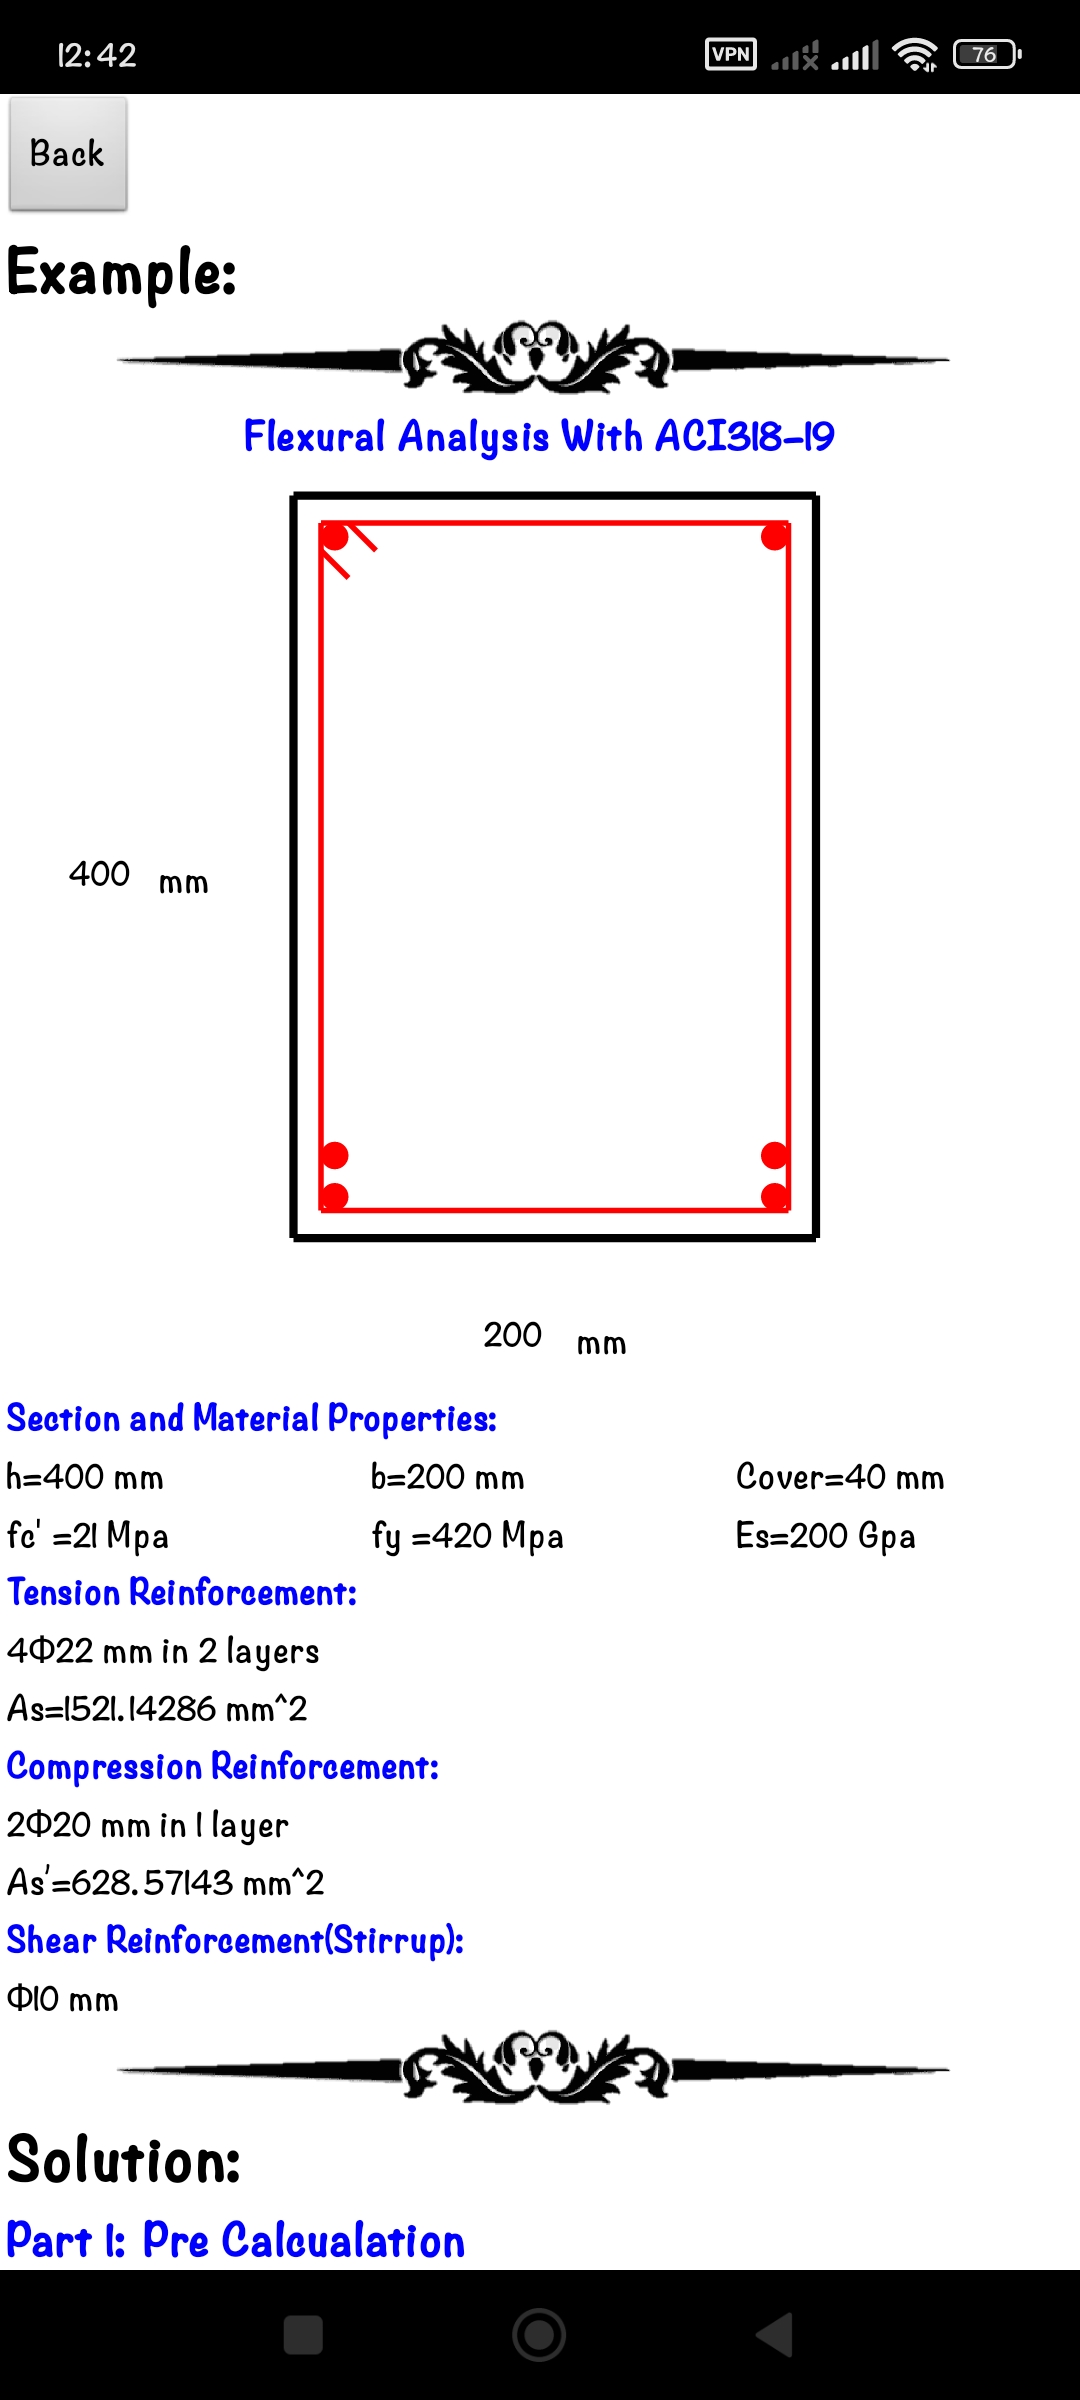 12:42 VPN 76
Back
Example:
Flexural Analysis With ACI318-19
400 mm
200 mm
Section and Material Properties:
h=400 mm b=200 mm Cover=40 mm
fc' =21 Mpa fy =420 Mpa Es=200 Gpa
Tension Reinforcement:
4Φ22 mm in 2 layers
As=1521.14286 mm^2
Compression Reinforcement:
2Φ20 mm in 1 layer
As'=628.57143 mm^2
Shear Reinforcement(Stirrup):
Φ10 mm
Solution:
Part 1: Pre Calcualation